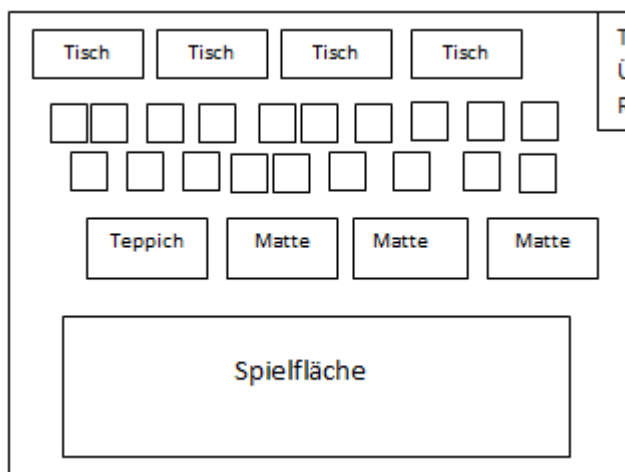 Tisch Tisch Tisch Tisch
T
Ü
Teppich Matte Matte Matte
Spielfläche